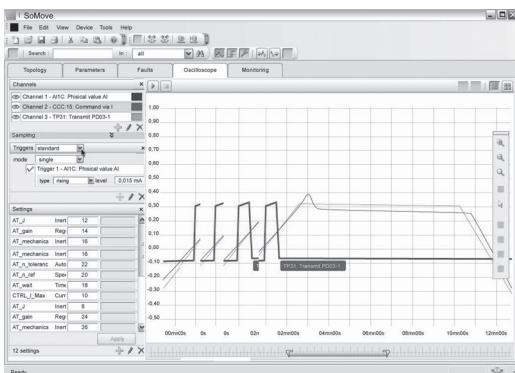 SoMove
File Edit View Device Tools Help
Search : In : all
Topology Parameters Faults Oscilloscope Monitoring
Channels
Channel 1 - AI1C: Phisical value AI
Channel 2 - CCC:15: Command via I
Channel 3 - TP31: Transmit PD03-1
Sampling
Triggers standard
mode single
Trigger 1 - AI1C: Phisical value AI
type rising level 0,015 mA
Settings
AT_J Inert 12
AT_gain Regi 14
AT_mechanica Inert 16
AT_mechanica Inert 16
AT_n_toleranc Auto 22
AT_n_ref Spee 20
AT_wait Time 18
CTRL_I_Max Curr 10
AT_J Inert 8
AT_gain Regi 24
AT_mechanica Inert 26
Apply
12 settings
1,00
0,90
0,80
0,70
0,60
0,50
0,40
0,30
0,20
0,10
0,00
-0,10
-0,20
-0,30
-0,40
-0,50
TP31: Transmit PD03-1
00mn00s 0s 0s 02n 02mn00s 04mn00s 06mn00s 08mn00s 10mn00s 12mn00s
Ready